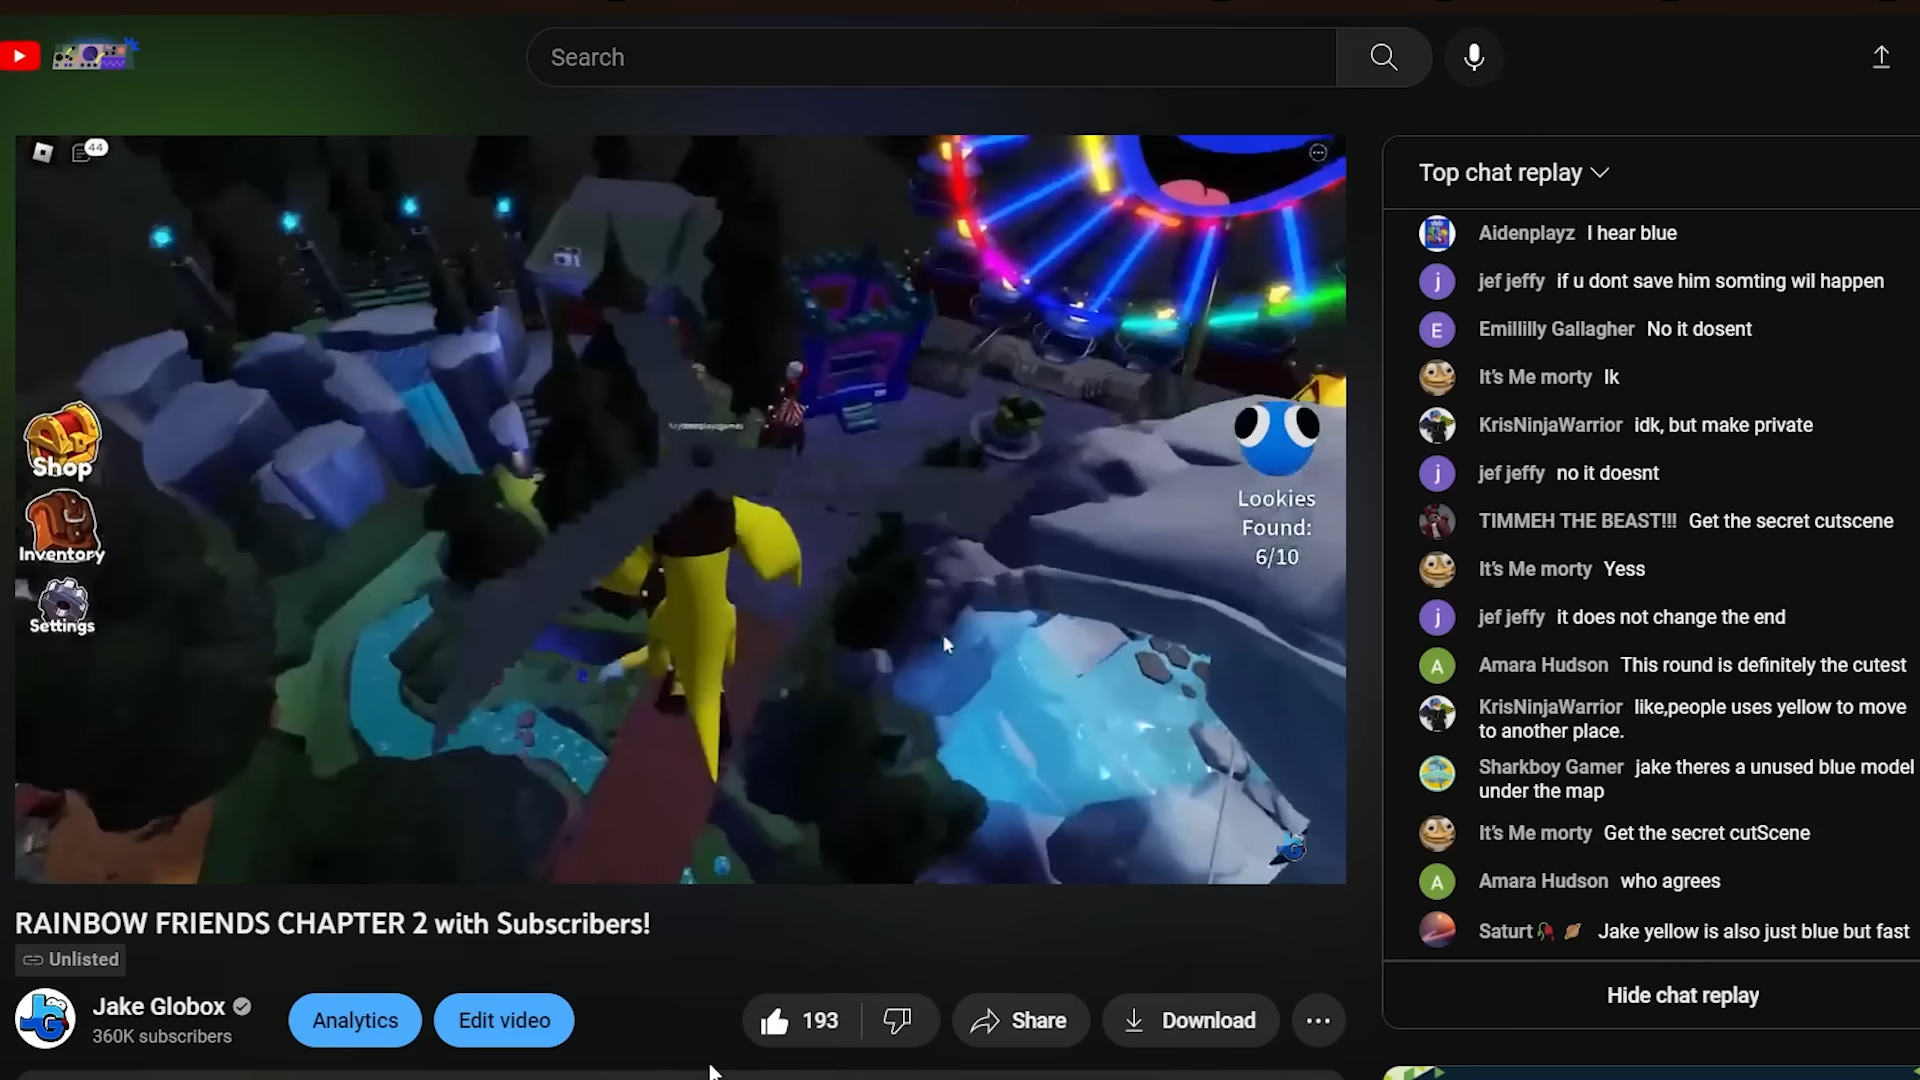 Search
44
Top chat replay
Aidenplayz I hear blue
jef jeffy if u dont save him somting wil happen
Emillilly Gallagher No it dosent
It's Me morty Ik
KrisNinjaWarrior idk, but make private
jef jeffy no it doesnt
TIMMEH THE BEAST!!! Get the secret cutscene
It's Me morty Yess
jef jeffy it does not change the end
Amara Hudson This round is definitely the cutest
KrisNinjaWarrior like,people uses yellow to move
to another place.
Sharkboy Gamer jake theres a unused blue model
under the map
It's Me morty Get the secret cutScene
Amara Hudson who agrees
Saturt Jake yellow is also just blue but fast
Hide chat replay
Shop
Inventory
Settings
Lookies
Found:
6/10
RAINBOW FRIENDS CHAPTER 2 with Subscribers!
Unlisted
Jake Globox
360K subscribers
Analytics
Edit video
193
Share
Download